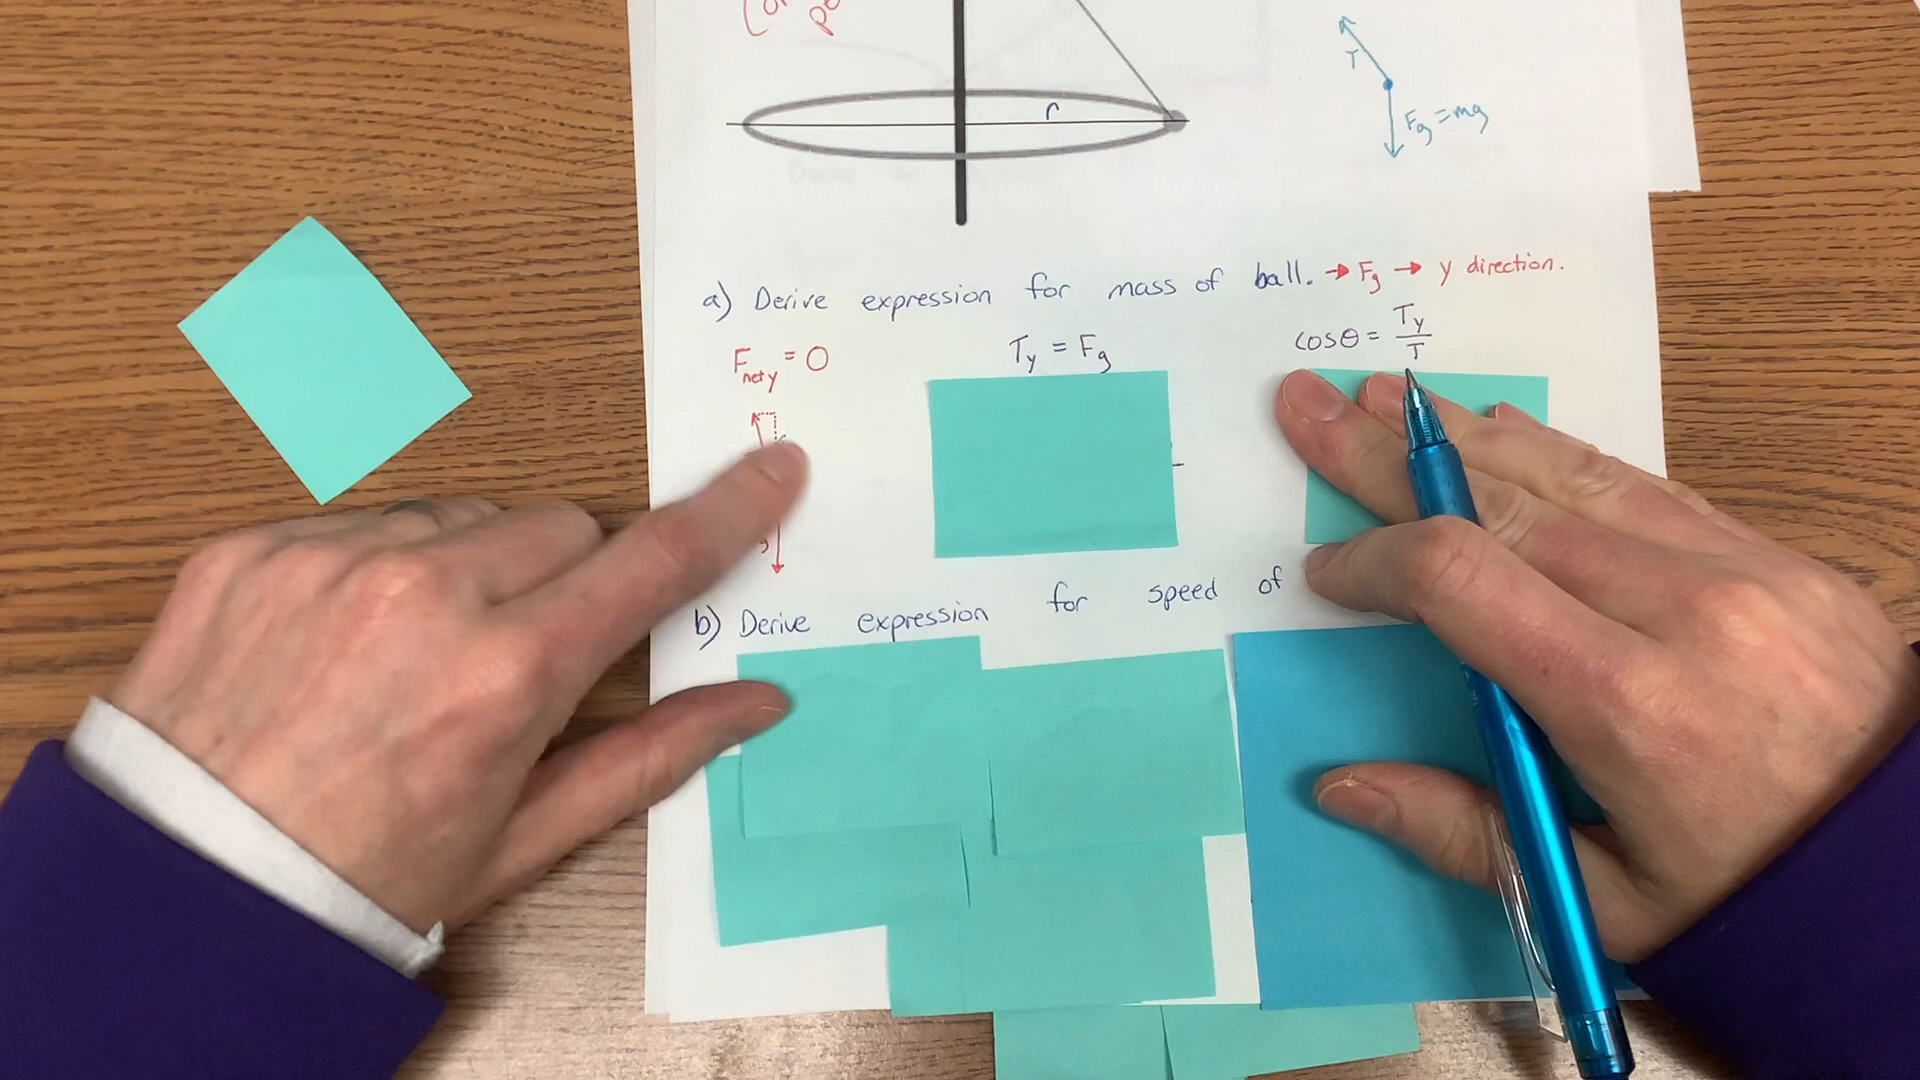 r
T
Fg = mg
a) Derive expression for mass of ball. → Fg → y direction.
Fnet y = 0
Ty = Fg
cosθ = Ty/T
b) Derive expression for speed of